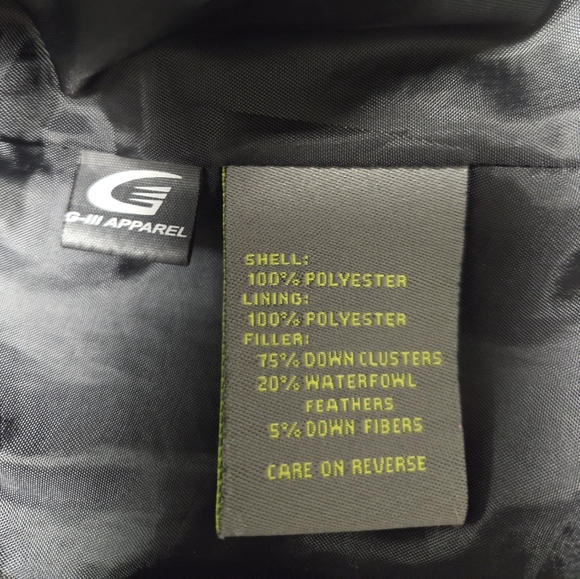 G-III APPAREL
SHELL:
100% POLYESTER
LINING:
100% POLYESTER
FILLER:
75% DOWN CLUSTERS
20% WATERFOWL
FEATHERS
5% DOWN FIBERS
CARE ON REVERSE